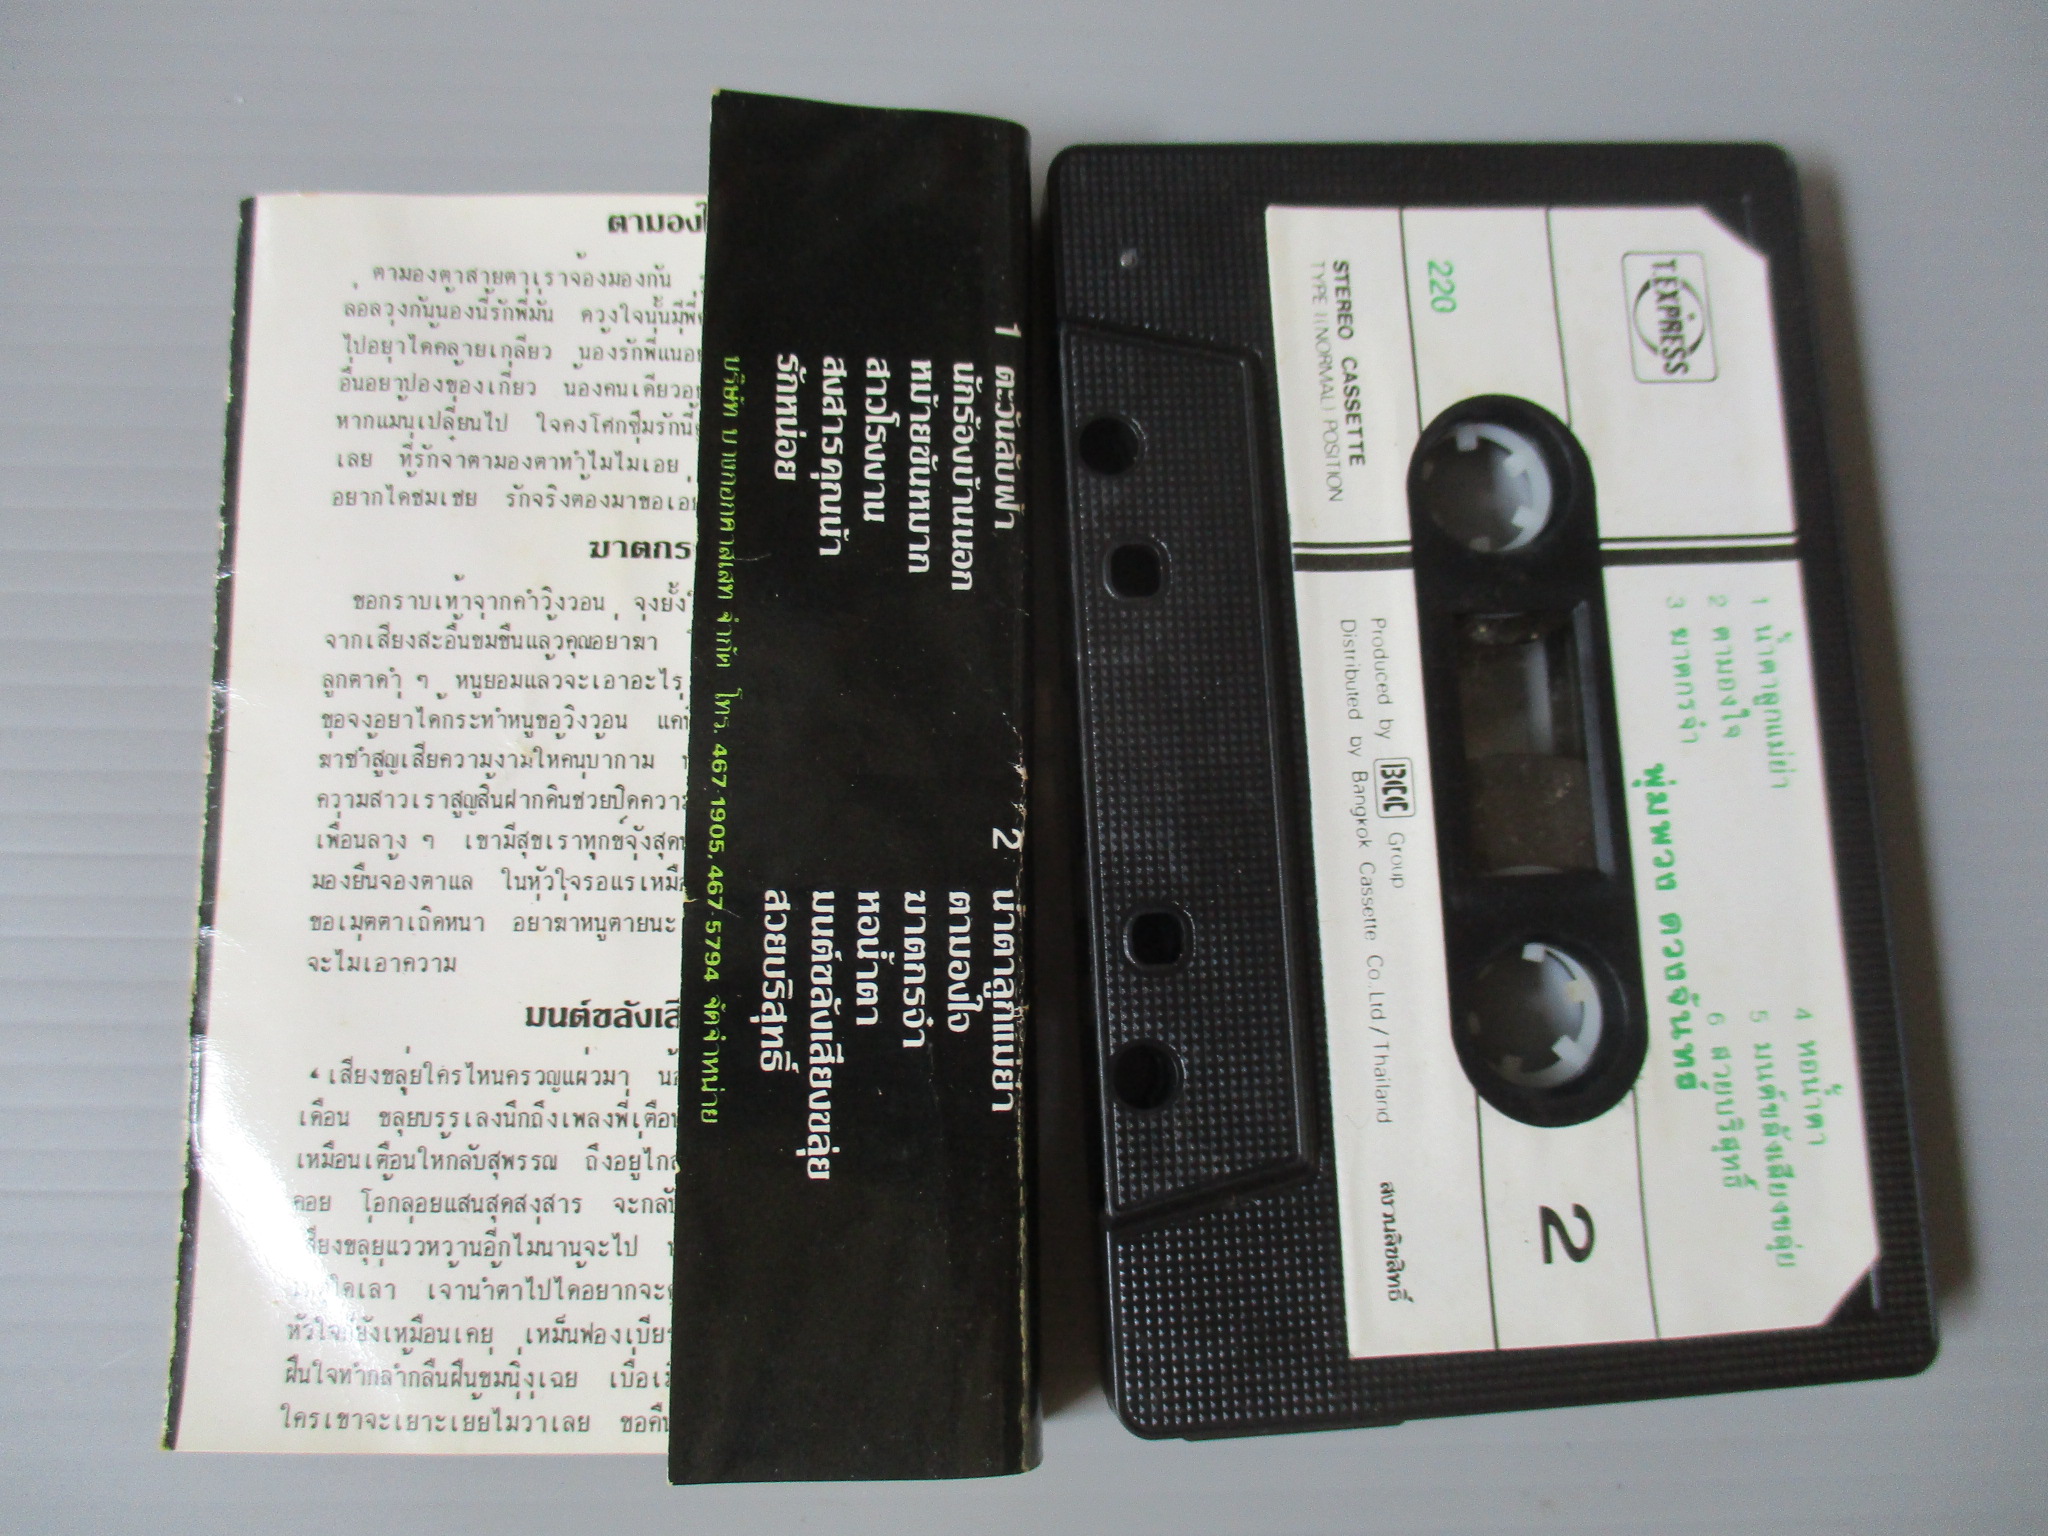 ตามองใ
ตามองตาสายตาเราจ้องมองกัน
ล่อลวงกันน้องนี้รักพี่มั่น ดวงใจนั้นมีพี่
ไปอยู่ไดคล้ายเกลียว น้องรักพี่แน่อย
อื่นอย่าปองของเกี่ยว น้องคนเดียวอยู
หากแม้นเปลี่ยนไป ใจคงโศกชุ่มรักนี้
เลย ที่รักจ๋าตามองตาทำไมไม่เอ่ย
อยากได้ชมเชย รักจริงต้องมาขอเอ่ย
ฆาตกร
ขอกราบเท้าจากคำวิงวอน จงยั้ง
จากเสียงสะอื้นขมขืนแล้วคุณอย่าฆา
ลูกตาดำ ๆ หนูยอมแล้วจะเอาอะไร
ขอจงอย่าได้กระทำหนูขอวิงวอน แค่
ฆ่าซ้ำสูญเสียความงามให้คนบ้ากาม
ความสาวเราสูญสิ้นฝากดินช่วยปิดความ
เพื่อนลาง ๆ เขามีสุขเราทุกข์จังสุด
มองยืนจ้องตาแล ในหัวใจรอแรเหมื
ขอเมตตาเถิดหนา อย่าฆ่าหนูตายนะ
จะไม่เอาความ
มนต์ขลังเสี
เสียงขลุ่ยใครไหนครวญแผ่วมา น้
เดือน ขลุ่ยบรรเลงนึกถึงเพลงพี่เตือน
เหมือนเตือนให้กลับสุพรรณ ถึงอยู่ไกล
คอย โอ้กล่อยแสนสุดสงสาร จะกลับ
เสียงขลุ่ยแว่วหว้านอีกไม่นานจะไป
ได้เล่า เจ้าน้ำตาไปได้อยากจะ
หัวใจก็ยังเหมือนเคย เหม็นฟองเบียร
ฝืนใจทำกล้ำกลืนฝืนขมนิ่งเฉย เบื่อเ
ใครเขาจะเยาะเย้ยไม่ว่าเลย ขอคืน
1 ตะวันลับฟ้า
นักร้องบ้านนอก
หม้ายขันหมาก
สาวโรงงาน
สงสารคุณน้า
รักหน่อย
2 น้ำตาลูกแม่ย่า
ตามองใจ
ฆาตกรจ๋า
หอน้ำตา
มนต์ขลังเสียงขลุ่ย
สวยบริสุทธิ์
บริษัท บางกอกคาสเสท จำกัด โทร. 467 1905, 467-5794 จัดจำหน่าย
T.EXPRESS
220
STEREO CASSETTE
TYPE I (NORMAL) POSITION
1 น้ำตาลูกแม่ย่า
2 ตามองใจ
3 ฆาตกรจ๋า
4 หอน้ำตา
5 มนต์ขลังเสียงขลุ่ย
6 สวยบริสุทธิ์
พุ่มพวง ดวงจันทร์
2
Produced by BCC Group
Distributed by Bangkok Cassette Co.,Ltd/Thailand
สงวนลิขสิทธิ์